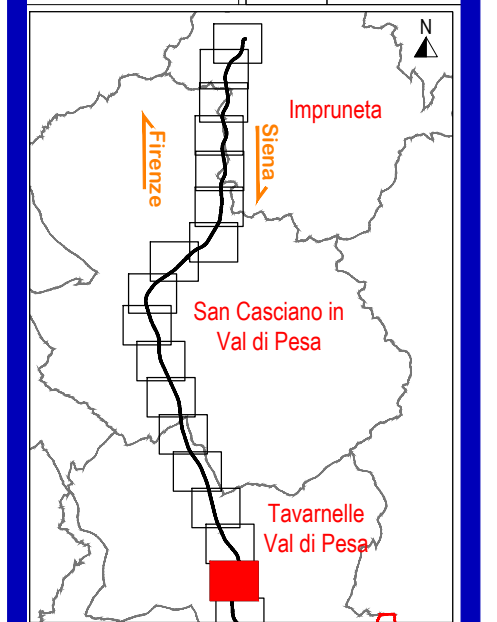 N
Impruneta
Firenze
Siena
San Casciano in
Val di Pesa
Tavarnelle
Val di Pesa